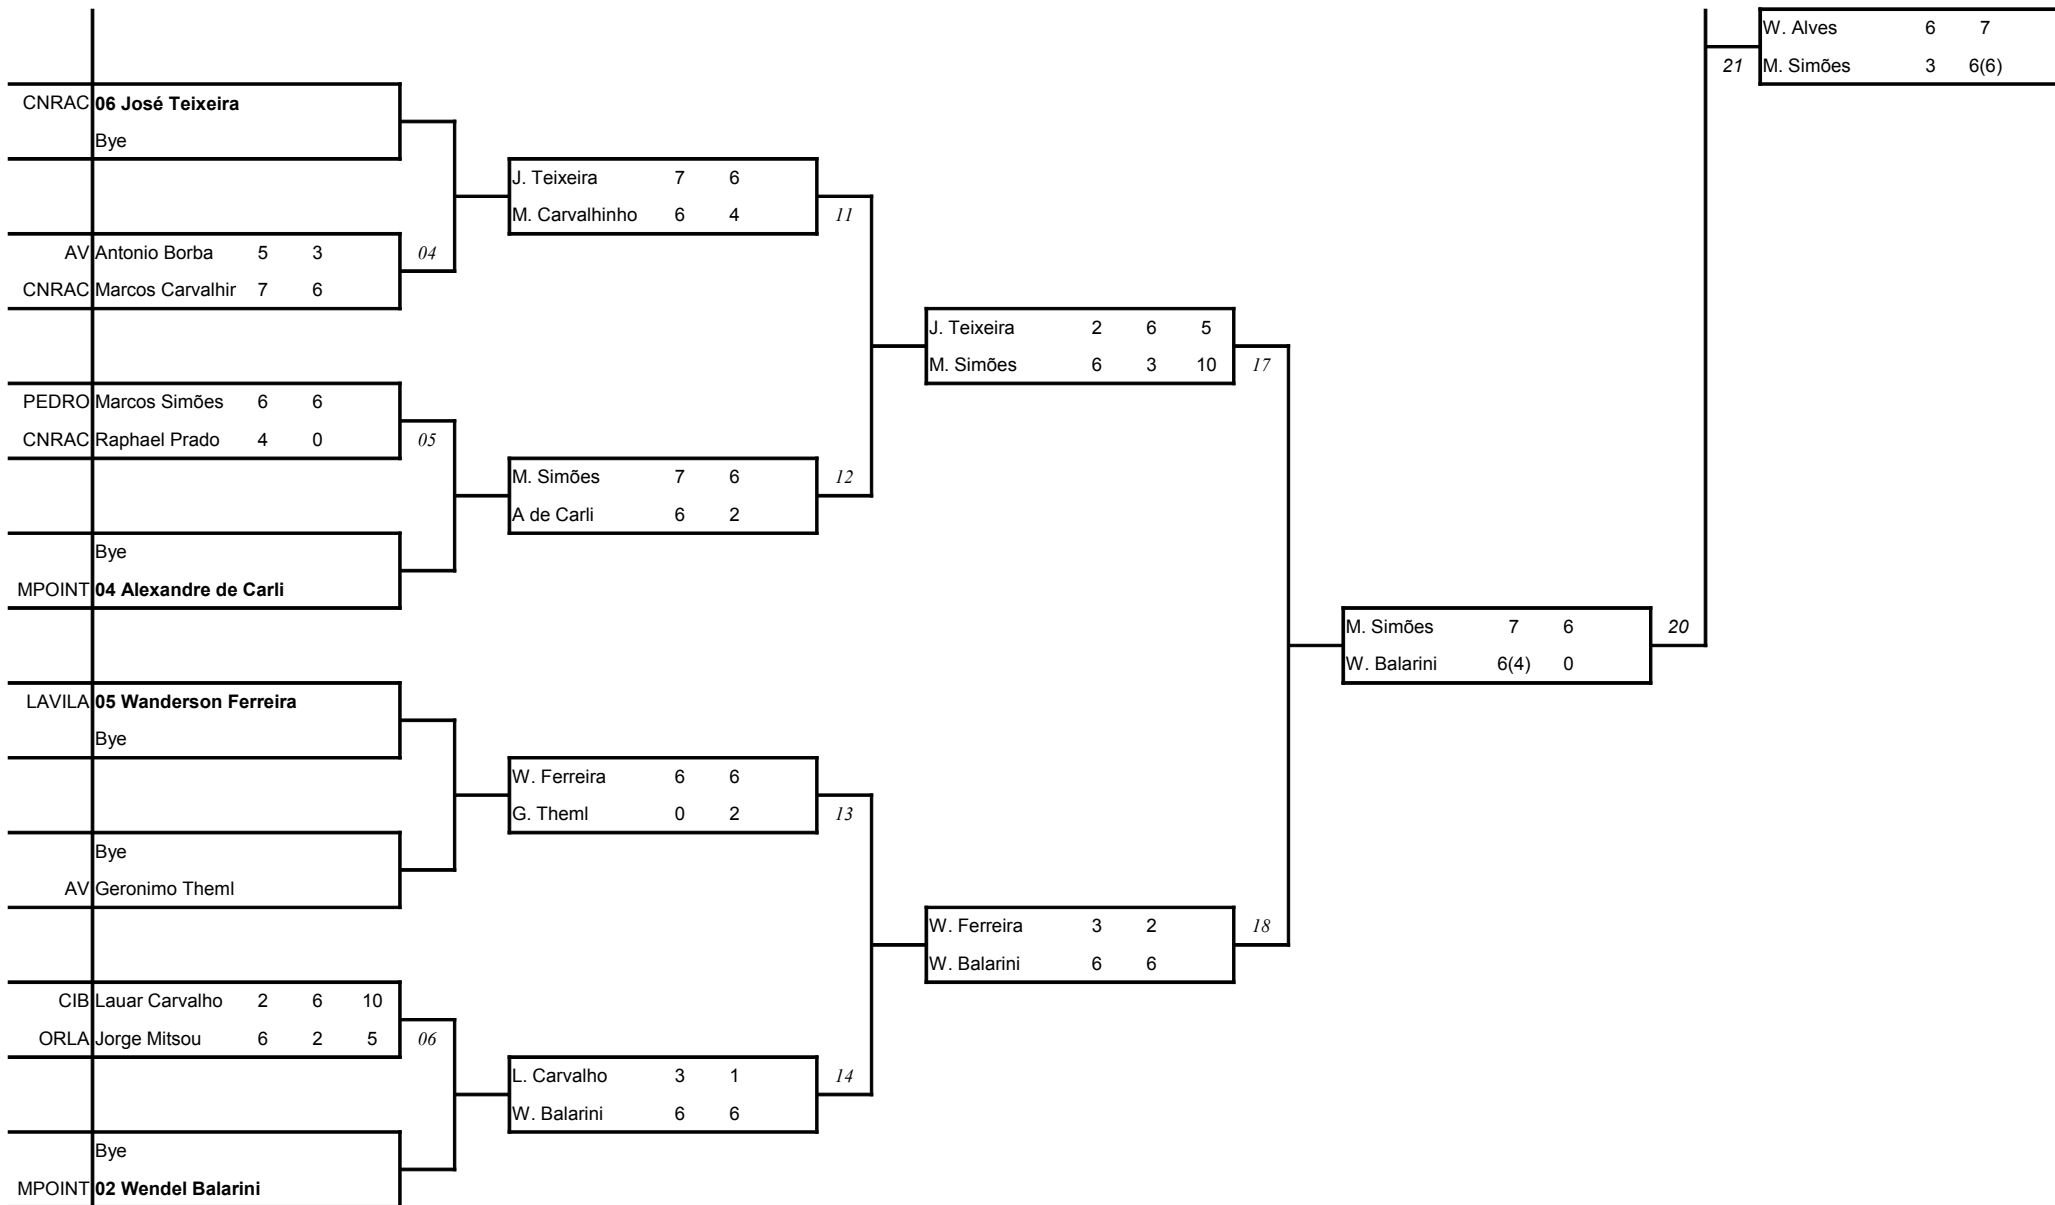 W. Alves 6 7
21 M. Simões 3 6(6)
CNRAC 06 José Teixeira
Bye
J. Teixeira 7 6
M. Carvalhinho 6 4 11
AV Antonio Borba 5 3 04
CNRAC Marcos Carvalhir 7 6
J. Teixeira 2 6 5
M. Simões 6 3 10 17
PEDRO Marcos Simões 6 6
CNRAC Raphael Prado 4 0 05
M. Simões 7 6 12
A de Carli 6 2
Bye
MPOINT 04 Alexandre de Carli
M. Simões 7 6 20
W. Balarini 6(4) 0
LAVILA 05 Wanderson Ferreira
Bye
W. Ferreira 6 6
G. Theml 0 2 13
Bye
AV Geronimo Theml
W. Ferreira 3 2 18
W. Balarini 6 6
CIB Lauar Carvalho 2 6 10
ORLA Jorge Mitsou 6 2 5 06
L. Carvalho 3 1 14
W. Balarini 6 6
Bye
MPOINT 02 Wendel Balarini